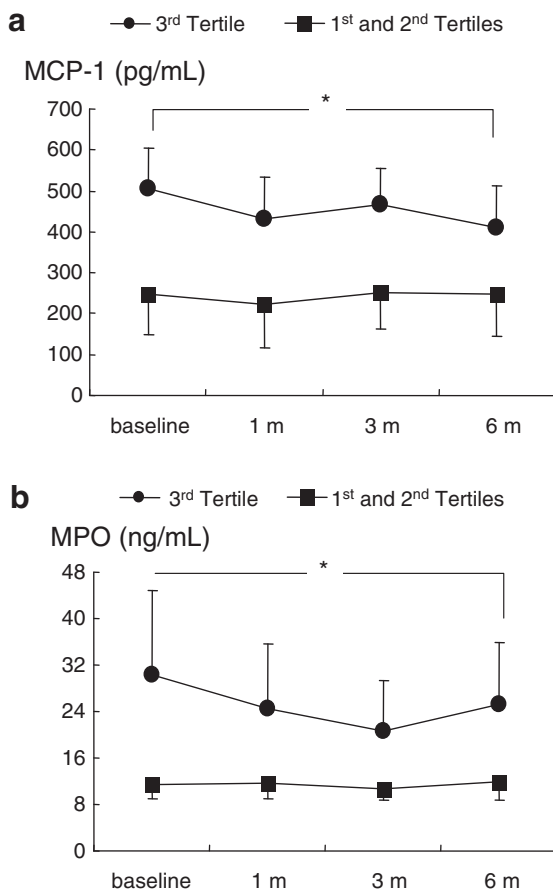 a
3rd Tertile 1st and 2nd Tertiles
MCP-1 (pg/mL)
700
*
600
500
400
300
200
100
0
baseline 1 m 3 m 6 m
b
3rd Tertile 1st and 2nd Tertiles
MPO (ng/mL)
48
*
40
32
24
16
8
0
baseline 1 m 3 m 6 m